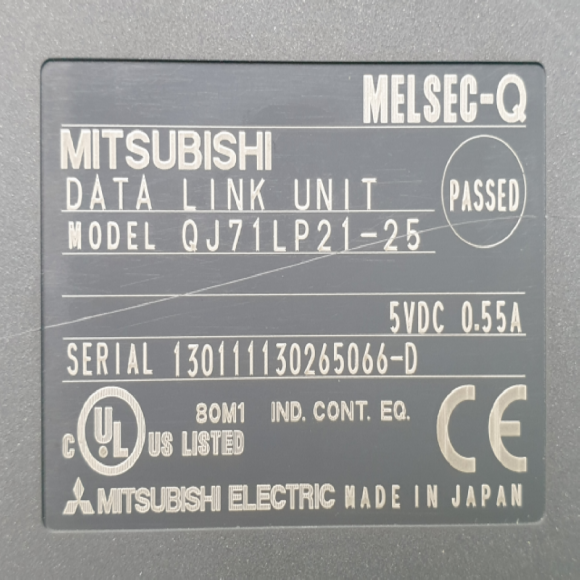 MELSEC-Q
MITSUBISHI
DATA LINK UNIT
PASSED
MODEL QJ71LP21-25
5VDC 0.55A
SERIAL 130111130265066-D
C UL US LISTED
80M1 IND. CONT. EQ.
CE
MITSUBISHI ELECTRIC MADE IN JAPAN